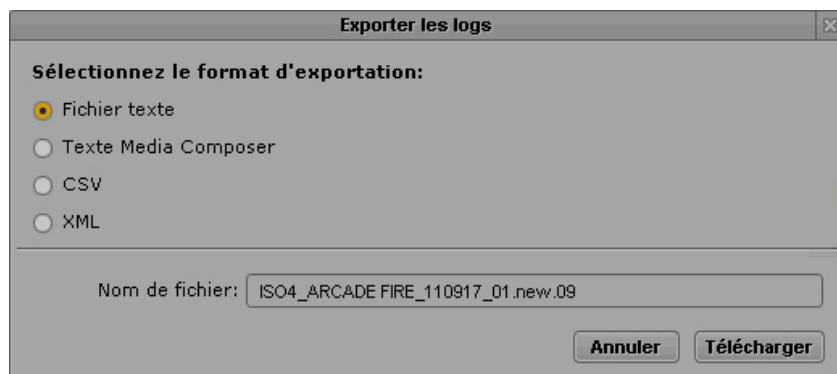 Exporter les logs
Sélectionnez le format d'exportation:
Fichier texte
Texte Media Composer
CSV
XML
Nom de fichier: ISO4_ARCADE FIRE_110917_01.new.09
Annuler Télécharger